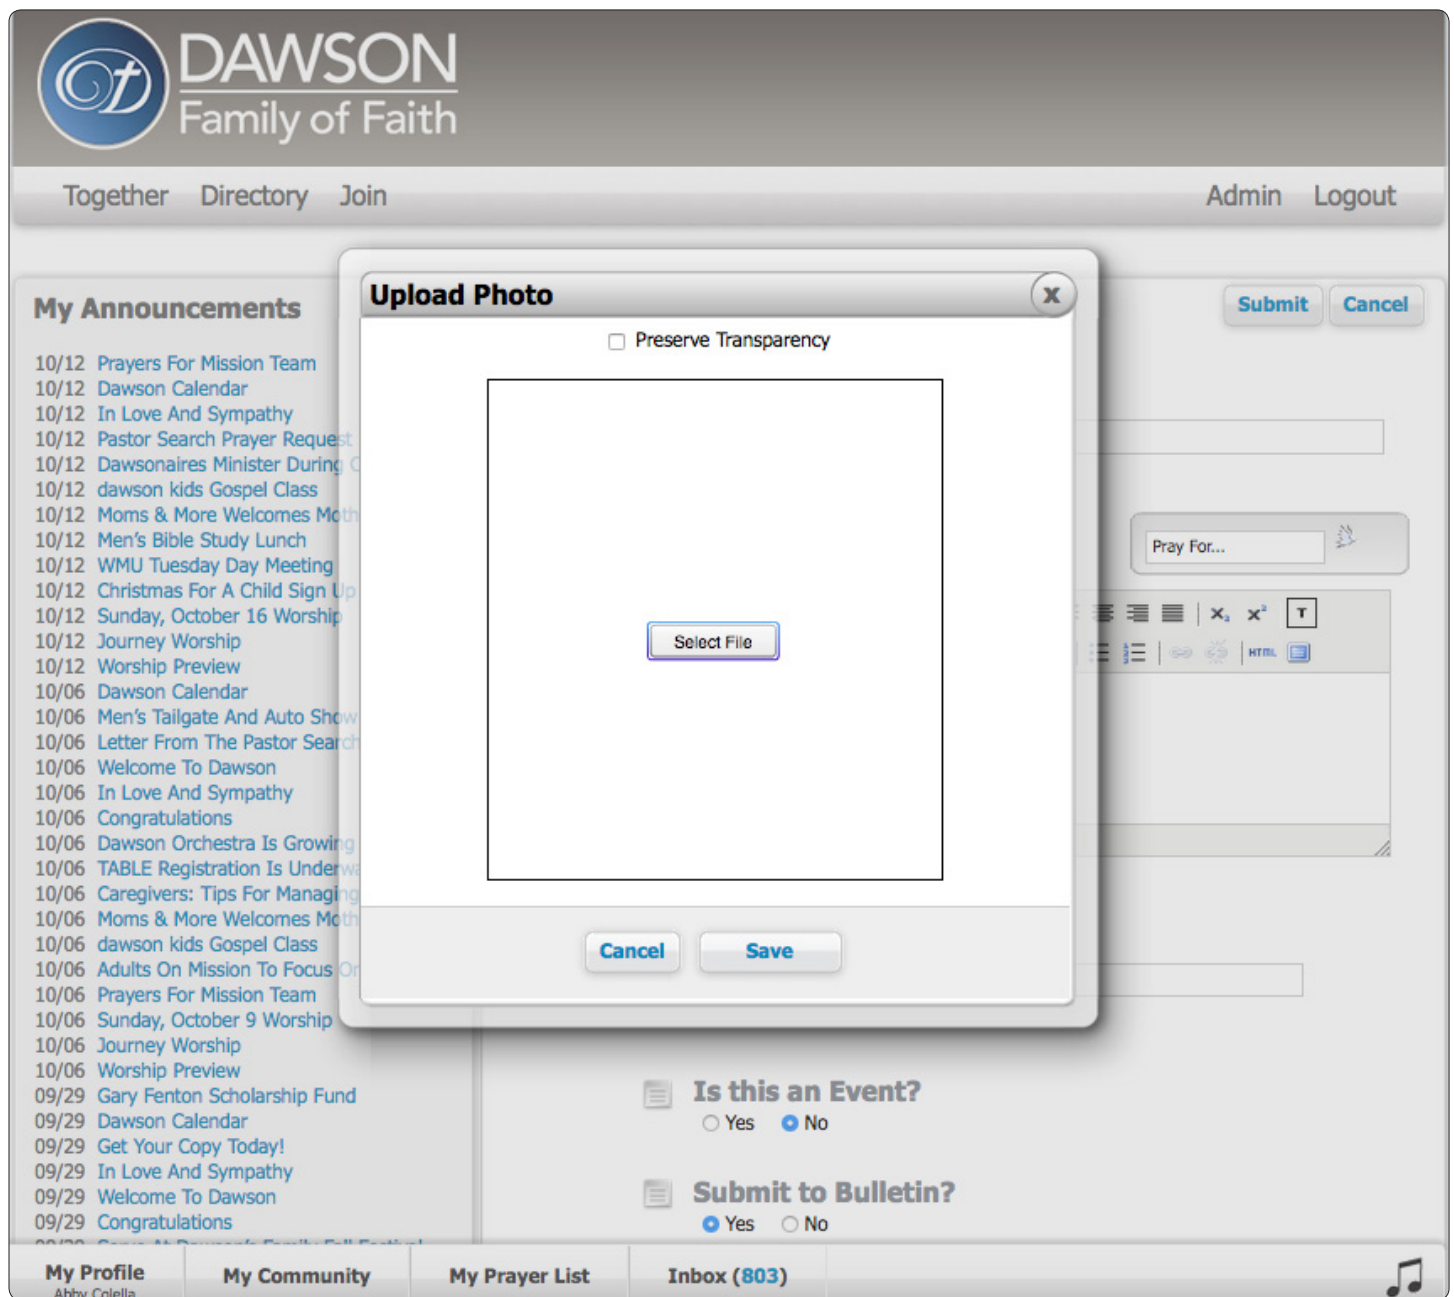 DAWSON
Family of Faith
Together Directory Join Admin Logout
My Announcements
10/12 Prayers For Mission Team
10/12 Dawson Calendar
10/12 In Love And Sympathy
10/12 Pastor Search Prayer Request
10/12 Dawsonaires Minister During
10/12 dawson kids Gospel Class
10/12 Moms & More Welcomes Moth
10/12 Men's Bible Study Lunch
10/12 WMU Tuesday Day Meeting
10/12 Christmas For A Child Sign Up
10/12 Sunday, October 16 Worship
10/12 Journey Worship
10/12 Worship Preview
10/06 Dawson Calendar
10/06 Men's Tailgate And Auto Show
10/06 Letter From The Pastor Search
10/06 Welcome To Dawson
10/06 In Love And Sympathy
10/06 Congratulations
10/06 Dawson Orchestra Is Growing
10/06 TABLE Registration Is Underwa
10/06 Caregivers: Tips For Managing
10/06 Moms & More Welcomes Moth
10/06 dawson kids Gospel Class
10/06 Adults On Mission To Focus On
10/06 Prayers For Mission Team
10/06 Sunday, October 9 Worship
10/06 Journey Worship
10/06 Worship Preview
09/29 Gary Fenton Scholarship Fund
09/29 Dawson Calendar
09/29 Get Your Copy Today!
09/29 In Love And Sympathy
09/29 Welcome To Dawson
09/29 Congratulations
Upload Photo x
Preserve Transparency
Select File
Cancel Save
Submit Cancel
Pray For...
x₂ x² T
HTML
Is this an Event?
Yes No
Submit to Bulletin?
Yes No
My Profile
Abby Colella
My Community
My Prayer List
Inbox (803)